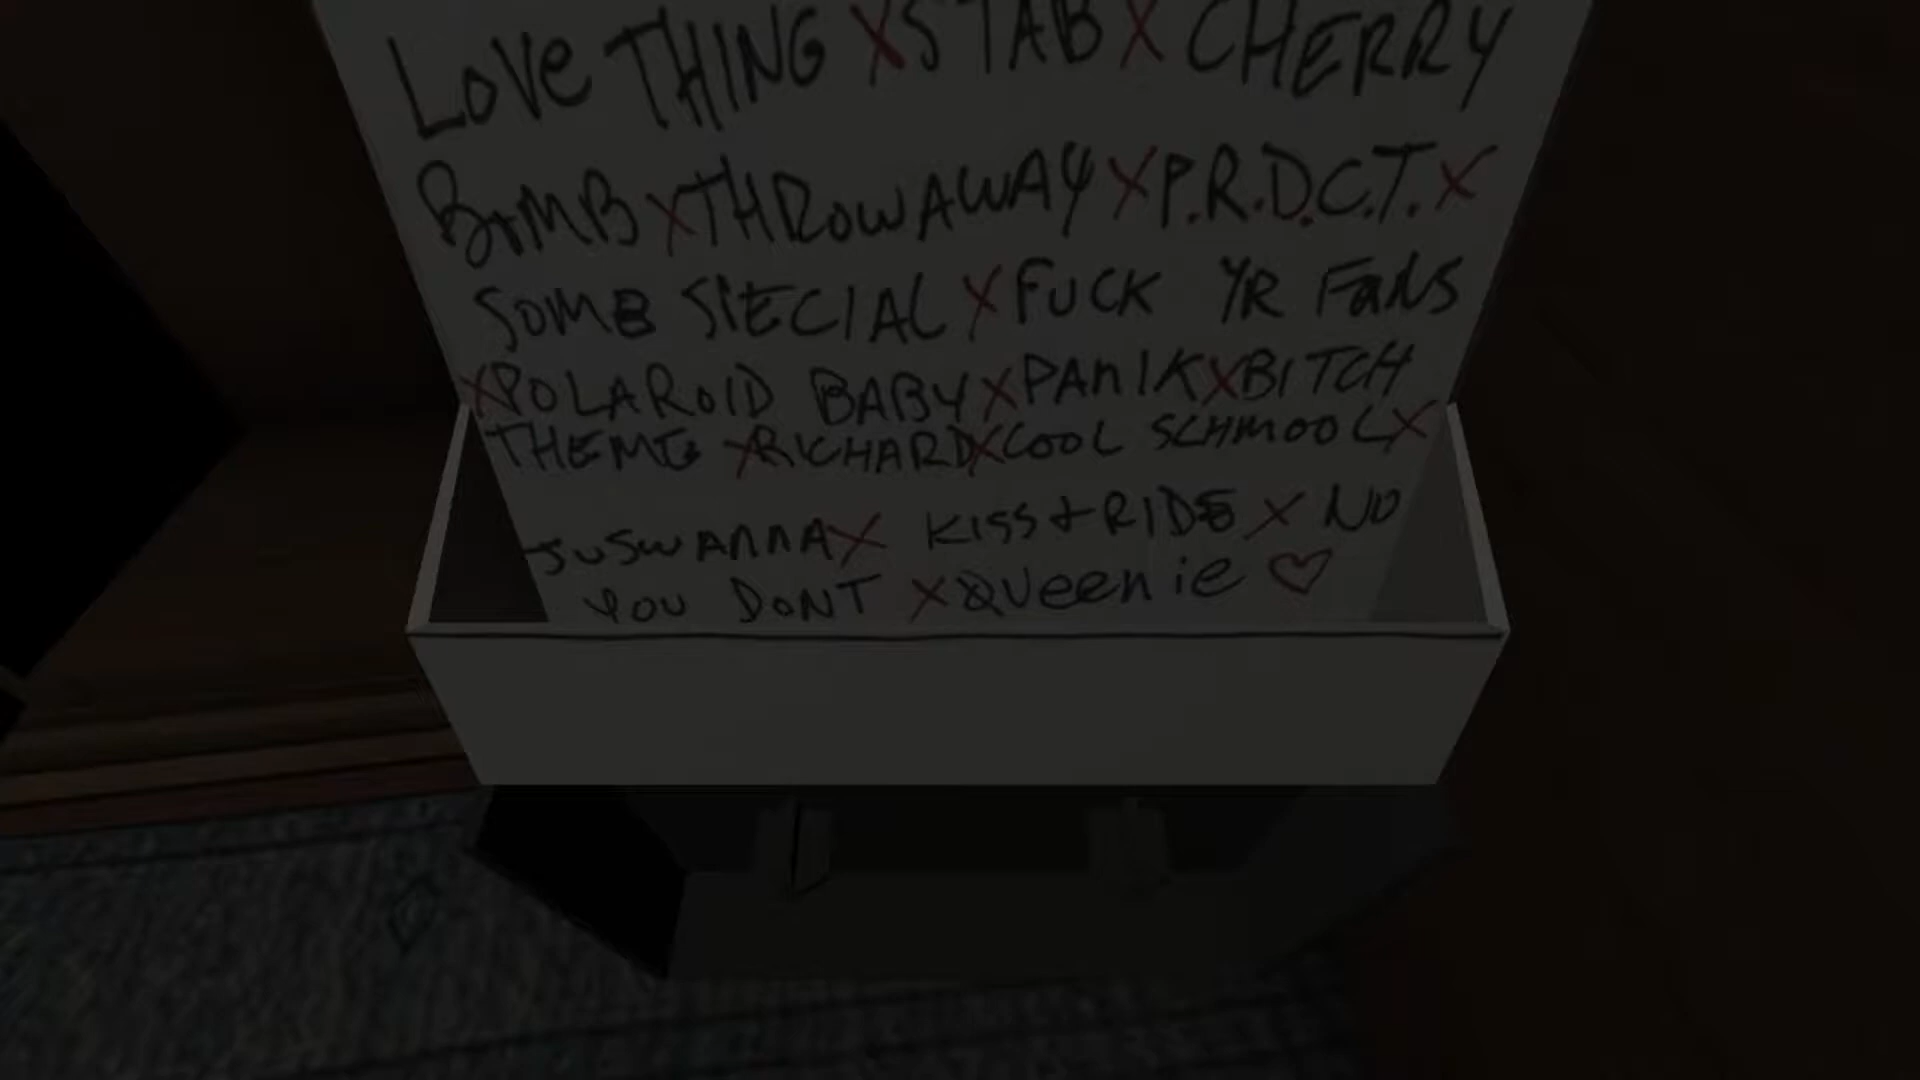 LOVE THING X STAB X CHERRY
BOMB X THROWAWAY X P.R.D.C.T. X
SOME SPECIAL X FUCK YR FANS
X POLAROID BABY X PANIK X BITCH
THEME X RICHARD X COOL SCHMOOL X
JUSWANNA X KISS + RIDE X NO
YOU DONT X QUEENIE ♡